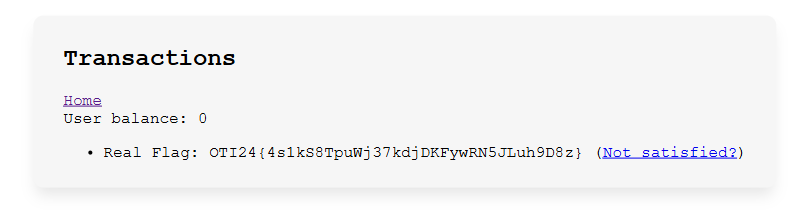 Transactions
Home
User balance: 0
• Real Flag: OTI24{4s1kS8TpuWj37kdjDKFywRN5JLuh9D8z} (Not satisfied?)